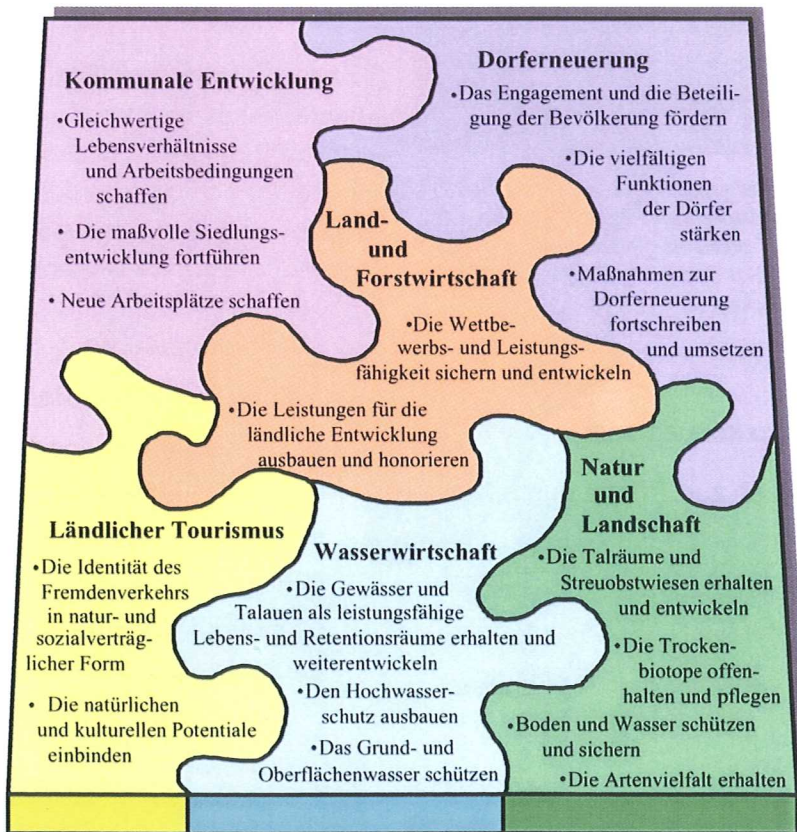 Kommunale Entwicklung
•Gleichwertige
Lebensverhältnisse
und Arbeitsbedingungen
schaffen
• Die maßvolle Siedlungs-
entwicklung fortführen
• Neue Arbeitsplätze schaffen
Dorferneuerung
•Das Engagement und die Beteili-
gung der Bevölkerung fördern
•Die vielfältigen
Funktionen
der Dörfer
stärken
•Maßnahmen zur
Dorferneuerung
fortschreiben
und umsetzen
Land-
und
Forstwirtschaft
•Die Wettbe-
werbs- und Leistungs-
fähigkeit sichern und entwickeln
•Die Leistungen für die
ländliche Entwicklung
ausbauen und honorieren
Ländlicher Tourismus
•Die Identität des
Fremdenverkehrs
in natur- und
sozialverträg-
licher Form
• Die natürlichen
und kulturellen Potentiale
einbinden
Wasserwirtschaft
•Die Gewässer und
Talauen als leistungsfähige
Lebens- und Retentionsräume erhalten und
weiterentwickeln
•Den Hochwasser-
schutz ausbauen
•Das Grund- und
Oberflächenwasser schützen
Natur
und
Landschaft
•Die Talräume und
Streuobstwiesen erhalten
und entwickeln
•Die Trocken-
biotope offen-
halten und pflegen
•Boden und Wasser schützen
und sichern
•Die Artenvielfalt erhalten